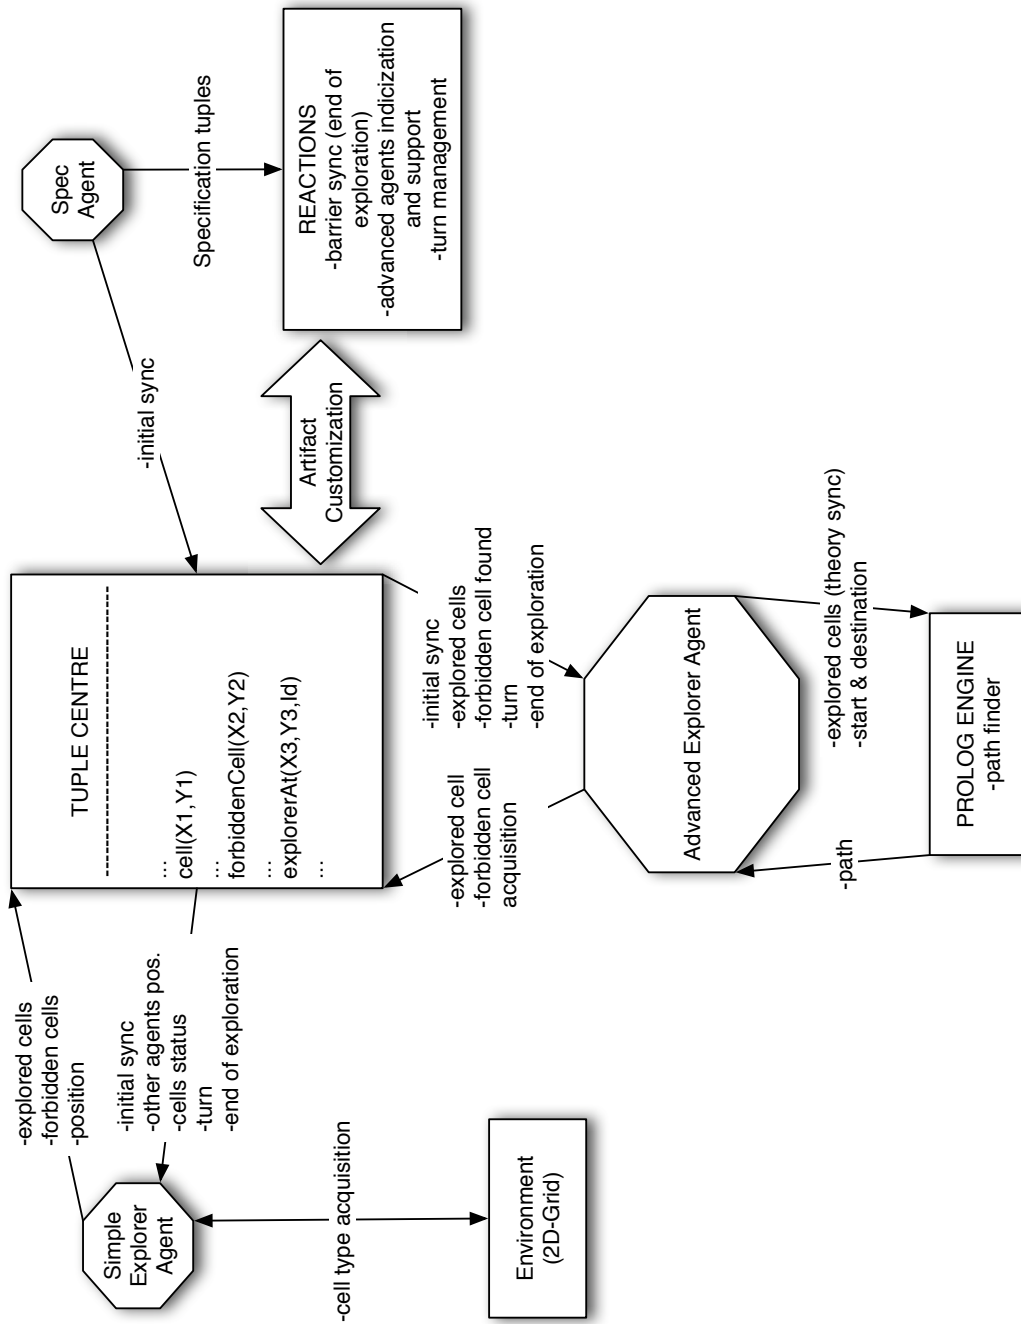 Simple
Explorer
Agent
-explored cells
-forbidden cells
-position
-initial sync
-other agents pos.
-cells status
-turn
-end of exploration
-cell type acquisition
Environment
(2D-Grid)
TUPLE CENTRE
--------------------------------
...
cell(X1,Y1)
...
forbiddenCell(X2,Y2)
...
explorerAt(X3,Y3,Id)
...
-initial sync
Spec
Agent
Specification tuples
Artifact
Customization
REACTIONS
-barrier sync (end of
exploration)
-advanced agents indicization
and support
-turn management
-explored cell
-forbidden cell
acquisition
-initial sync
-explored cells
-forbidden cell found
-turn
-end of exploration
Advanced Explorer Agent
-path
-explored cells (theory sync)
-start & destination
PROLOG ENGINE
-path finder